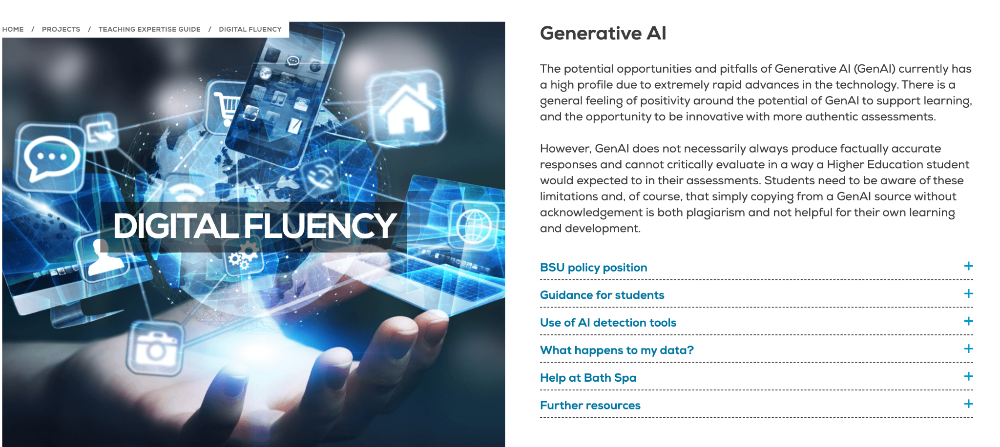 HOME / PROJECTS / TEACHING EXPERTISE GUIDE / DIGITAL FLUENCY
DIGITAL FLUENCY
Generative AI
The potential opportunities and pitfalls of Generative AI (GenAI) currently has
a high profile due to extremely rapid advances in the technology. There is a
general feeling of positivity around the potential of GenAI to support learning,
and the opportunity to be innovative with more authentic assessments.
However, GenAI does not necessarily always produce factually accurate
responses and cannot critically evaluate in a way a Higher Education student
would expected to in their assessments. Students need to be aware of these
limitations and, of course, that simply copying from a GenAI source without
acknowledgement is both plagiarism and not helpful for their own learning
and development.
BSU policy position +
Guidance for students +
Use of AI detection tools +
What happens to my data? +
Help at Bath Spa +
Further resources +